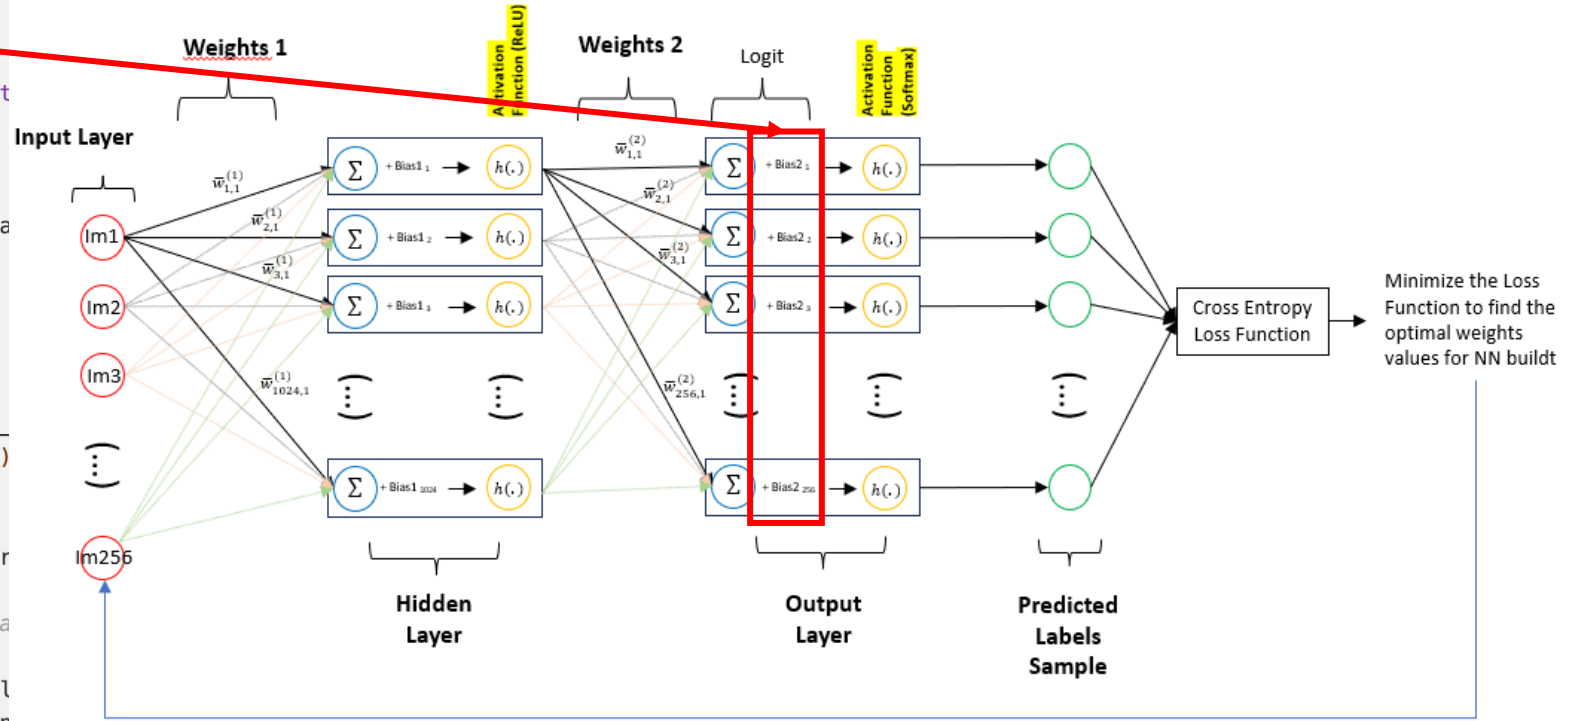 Weights 1
Activation
Function (ReLU)
Weights 2
Logit
Activation
Function
(Softmax)
Input Layer
t
a
)
r
a
l
Im1
Im2
Im3
(...)
Im256
w̅₁,₁⁽¹⁾
w̅₂,₁⁽¹⁾
w̅₃,₁⁽¹⁾
w̅₁₀₂₄,₁⁽¹⁾
Σ + Bias1 ₁ h(.)
Σ + Bias1 ₂ h(.)
Σ + Bias1 ₃ h(.)
(...) (...)
Σ + Bias1 ₁₀₂₄ h(.)
w̅₁,₁⁽²⁾
w̅₂,₁⁽²⁾
w̅₃,₁⁽²⁾
w̅₂₅₆,₁⁽²⁾
Σ + Bias2 ₁ h(.)
Σ + Bias2 ₂ h(.)
Σ + Bias2 ₃ h(.)
(...) (...) (...)
Σ + Bias2 ₂₅₆ h(.)
Cross Entropy
Loss Function
Minimize the Loss
Function to find the
optimal weights
values for NN buildt
Hidden
Layer
Output
Layer
Predicted
Labels
Sample